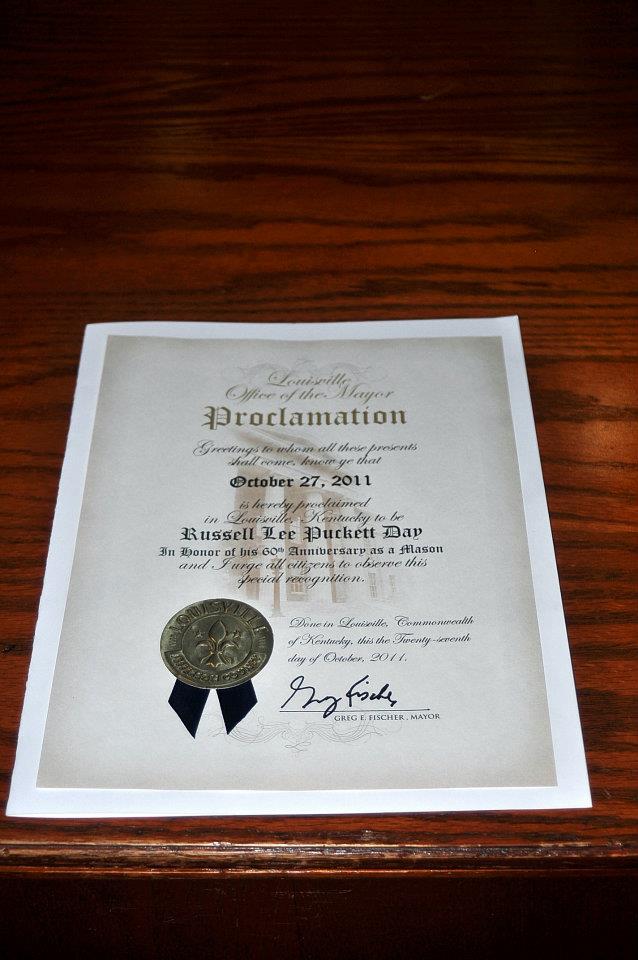 Louisville
Office of the Mayor
Proclamation
Greetings to whom all these presents
shall come, know ye that
October 27, 2011
is hereby proclaimed
in Louisville, Kentucky to be
Russell Lee Puckett Day
In Honor of his 60th Anniversary as a Mason
and I urge all citizens to observe this
special recognition.
Done in Louisville, Commonwealth
of Kentucky, this the Twenty-seventh
day of October, 2011.
LOUISVILLE
JEFFERSON COUNTY
Greg Fischer
GREG E. FISCHER, MAYOR